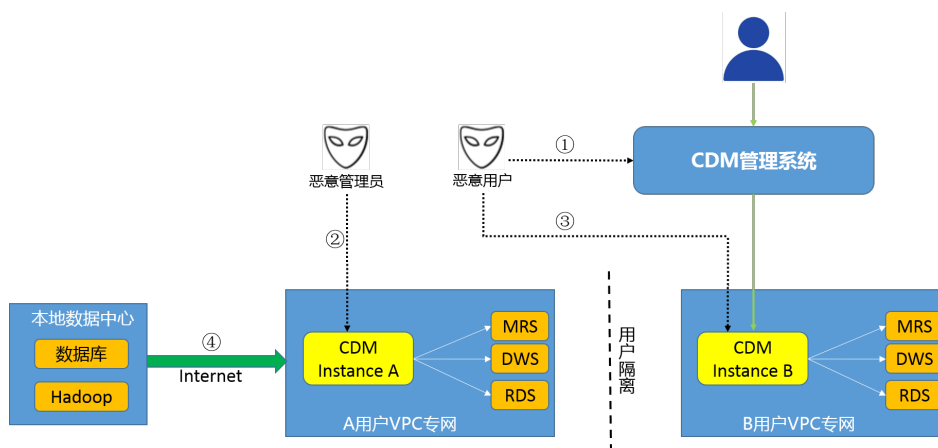 ①
CDM管理系统
恶意管理员
恶意用户
②
③
本地数据中心
数据库
Hadoop
④
Internet
CDM
Instance A
MRS
DWS
RDS
A用户VPC专网
用户隔离
CDM
Instance B
MRS
DWS
RDS
B用户VPC专网